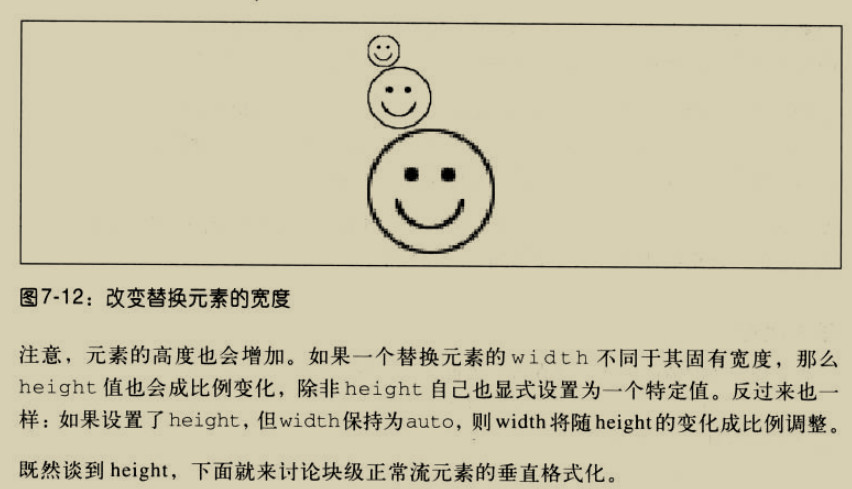 图7-12：改变替换元素的宽度
注意，元素的高度也会增加。如果一个替换元素的 width 不同于其固有宽度，那么
height 值也会成比例变化，除非 height 自己也显式设置为一个特定值。反过来也一
样：如果设置了 height，但 width 保持为 auto，则 width 将随 height 的变化成比例调整。
既然谈到 height，下面就来讨论块级正常流元素的垂直格式化。